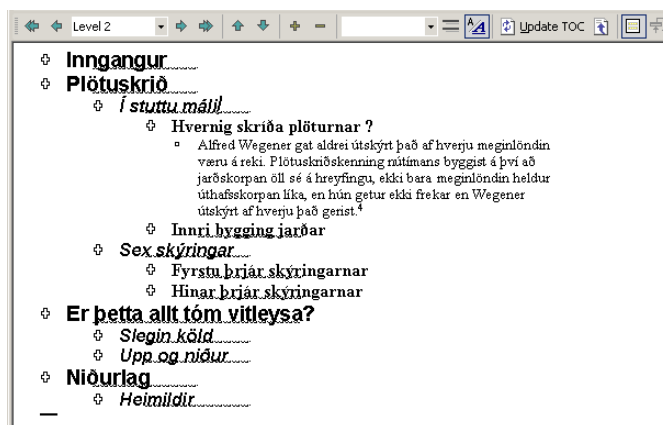 Level 2 Update TOC
Inngangur
Plötuskrið
Í stuttu máli
Hvernig skríða plöturnar ?
Alfred Wegener gat aldrei útskýrt það af hverju meginlöndin
væru á reki. Plötuskriðskenning nútímans byggist á því að
jarðskorpan öll sé á hreyfingu, ekki bara meginlöndin heldur
úthafsskorpan líka, en hún getur ekki frekar en Wegener
útskýrt af hverju það gerist.4
Innri bygging jarðar
Sex skýringar
Fyrstu þrjár skýringarnar
Hinar þrjár skýringarnar
Er þetta allt tóm vitleysa?
Slegin köld
Upp og niður
Niðurlag
Heimildir